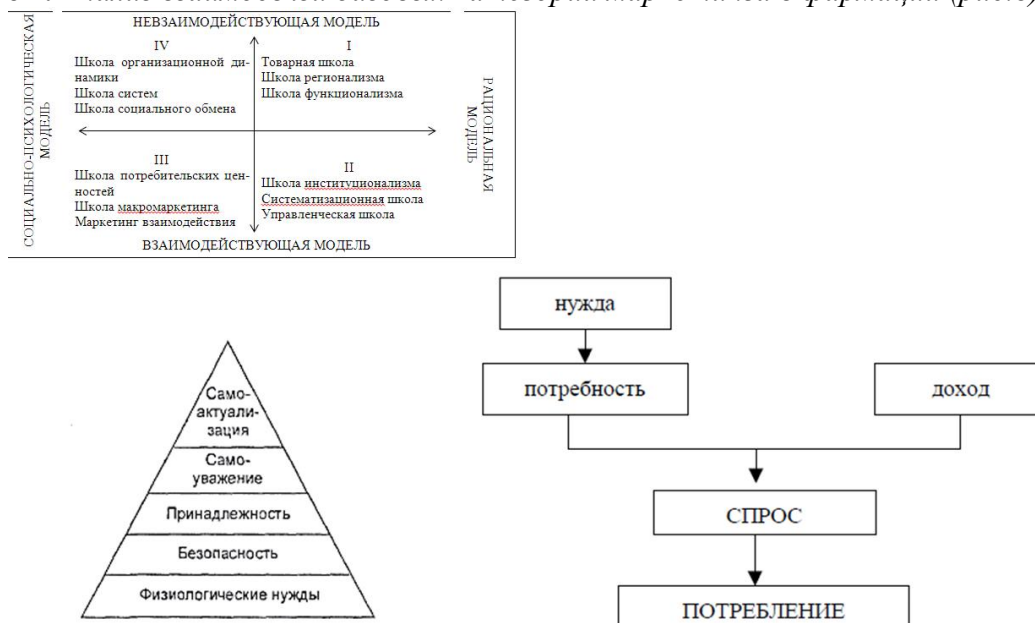 НЕВЗАИМОДЕЙСТВУЮЩАЯ МОДЕЛЬ
СОЦИАЛЬНО-ПСИХОЛОГИЧЕСКАЯ
МОДЕЛЬ
IV
Школа организационной ди-
намики
Школа систем
Школа социального обмена
I
Товарная школа
Школа регионализма
Школа функционализма
РАЦИОНАЛЬНАЯ
МОДЕЛЬ
III
Школа потребительских цен-
ностей
Школа макромаркетинга
Маркетинг взаимодействия
II
Школа институционализма
Систематизационная школа
Управленческая школа
ВЗАИМОДЕЙСТВУЮЩАЯ МОДЕЛЬ
Само-
актуали-
зация
Само-
уважение
Принадлежность
Безопасность
Физиологические нужды
нужда
потребность
доход
СПРОС
ПОТРЕБЛЕНИЕ